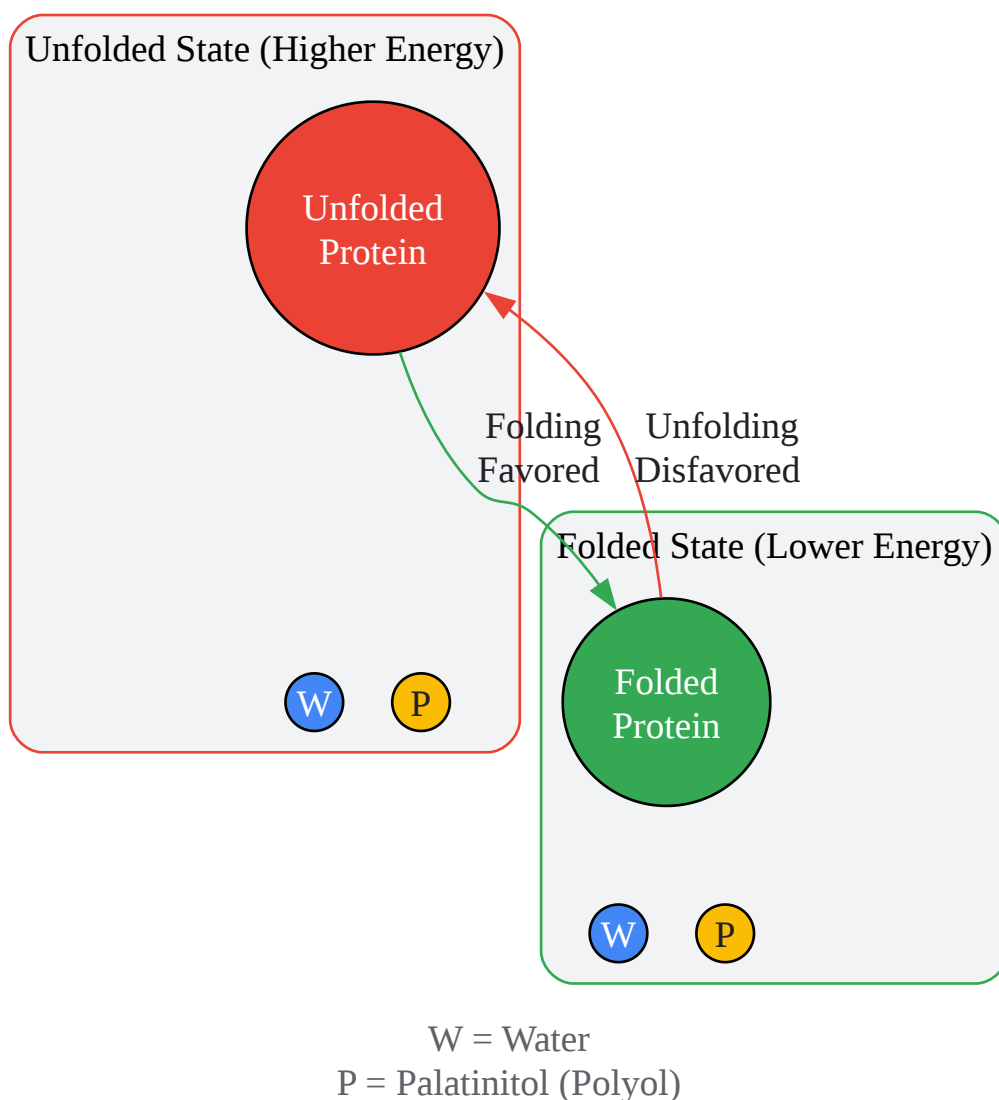 Unfolded State (Higher Energy)
Unfolded
Protein
Folding
Favored
Unfolding
Disfavored
Folded State (Lower Energy)
Folded
Protein
W
P
W
P
W = Water
P = Palatinitol (Polyol)